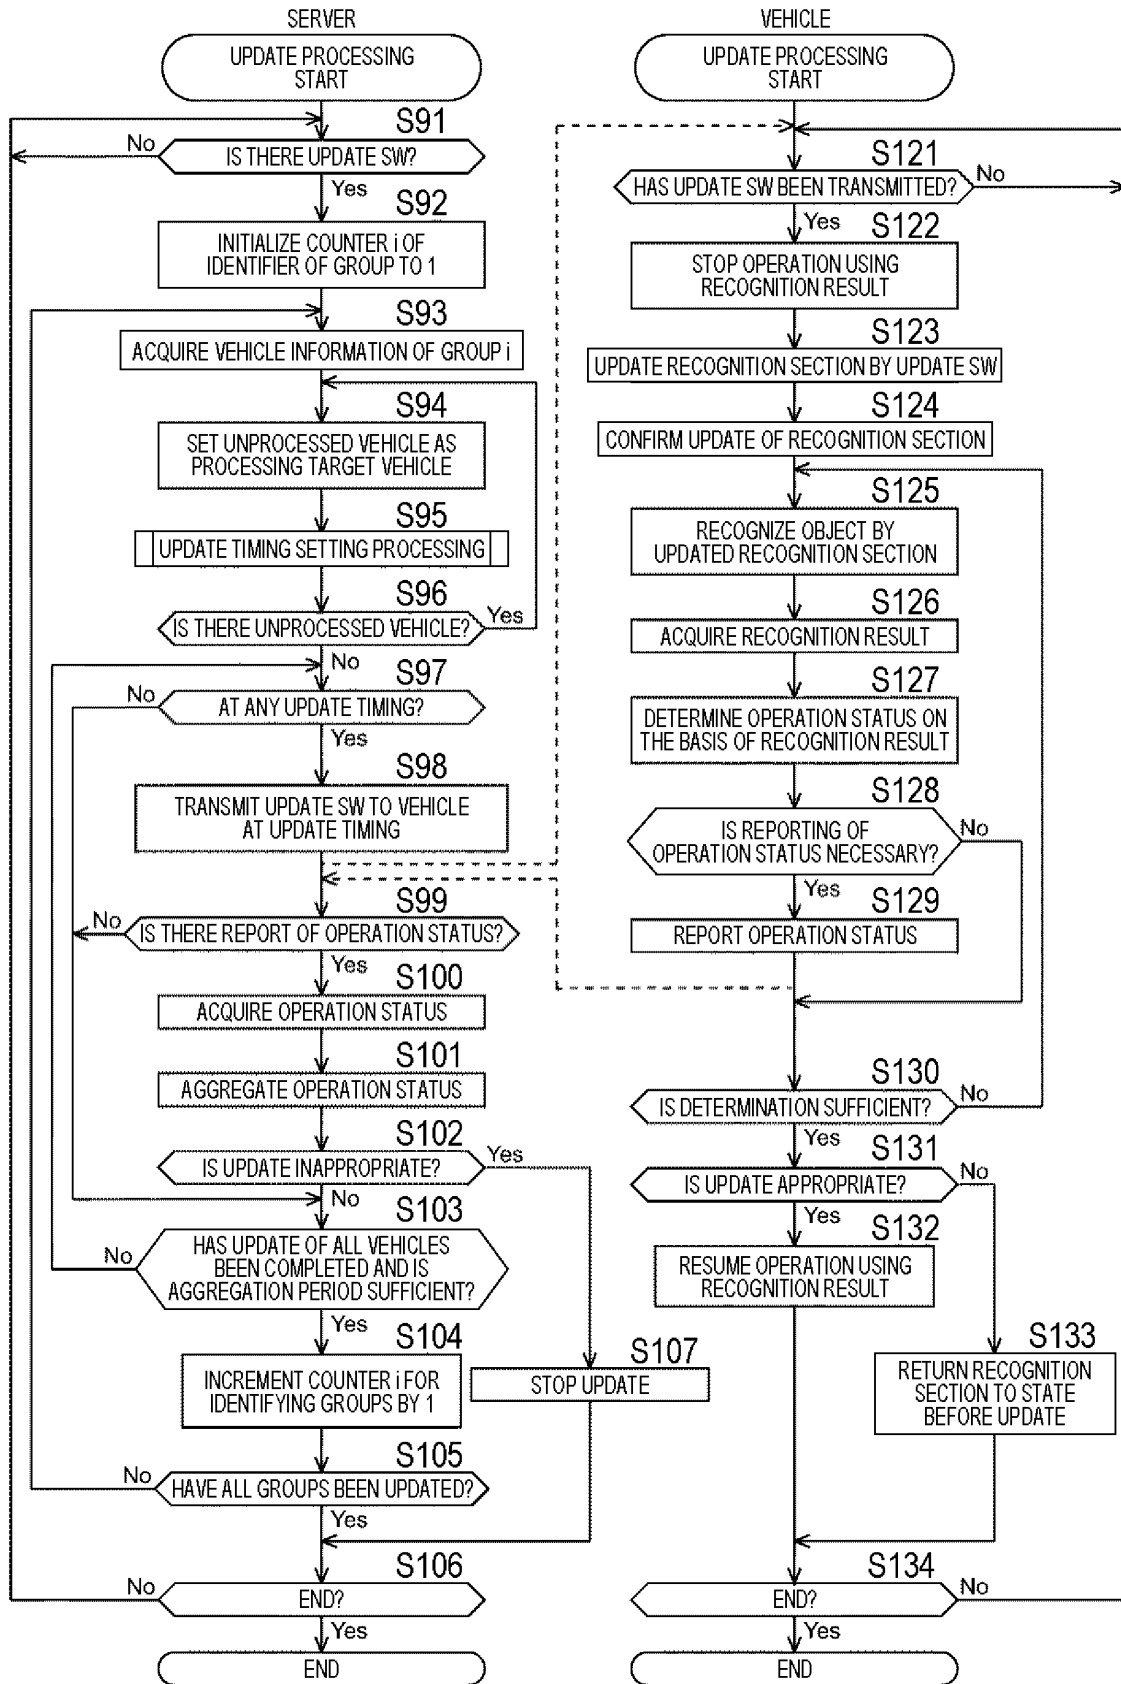 SERVER
UPDATE PROCESSING
START
S91
No
IS THERE UPDATE SW?
Yes
S92
INITIALIZE COUNTER i OF
IDENTIFIER OF GROUP TO 1
S93
ACQUIRE VEHICLE INFORMATION OF GROUP i
S94
SET UNPROCESSED VEHICLE AS
PROCESSING TARGET VEHICLE
S95
UPDATE TIMING SETTING PROCESSING
S96
Yes
IS THERE UNPROCESSED VEHICLE?
No
S97
No
AT ANY UPDATE TIMING?
Yes
S98
TRANSMIT UPDATE SW TO VEHICLE
AT UPDATE TIMING
S99
No
IS THERE REPORT OF OPERATION STATUS?
Yes
S100
ACQUIRE OPERATION STATUS
S101
AGGREGATE OPERATION STATUS
S102
Yes
IS UPDATE INAPPROPRIATE?
No
S103
No
HAS UPDATE OF ALL VEHICLES
BEEN COMPLETED AND IS
AGGREGATION PERIOD SUFFICIENT?
Yes
S104
INCREMENT COUNTER i FOR
IDENTIFYING GROUPS BY 1
S107
STOP UPDATE
S105
No
HAVE ALL GROUPS BEEN UPDATED?
Yes
S106
No
END?
Yes
END
VEHICLE
UPDATE PROCESSING
START
S121
No
HAS UPDATE SW BEEN TRANSMITTED?
Yes
S122
STOP OPERATION USING
RECOGNITION RESULT
S123
UPDATE RECOGNITION SECTION BY UPDATE SW
S124
CONFIRM UPDATE OF RECOGNITION SECTION
S125
RECOGNIZE OBJECT BY
UPDATED RECOGNITION SECTION
S126
ACQUIRE RECOGNITION RESULT
S127
DETERMINE OPERATION STATUS ON
THE BASIS OF RECOGNITION RESULT
S128
No
IS REPORTING OF
OPERATION STATUS NECESSARY?
Yes
S129
REPORT OPERATION STATUS
S130
No
IS DETERMINATION SUFFICIENT?
Yes
S131
No
IS UPDATE APPROPRIATE?
Yes
S132
RESUME OPERATION USING
RECOGNITION RESULT
S133
RETURN RECOGNITION
SECTION TO STATE
BEFORE UPDATE
S134
No
END?
Yes
END